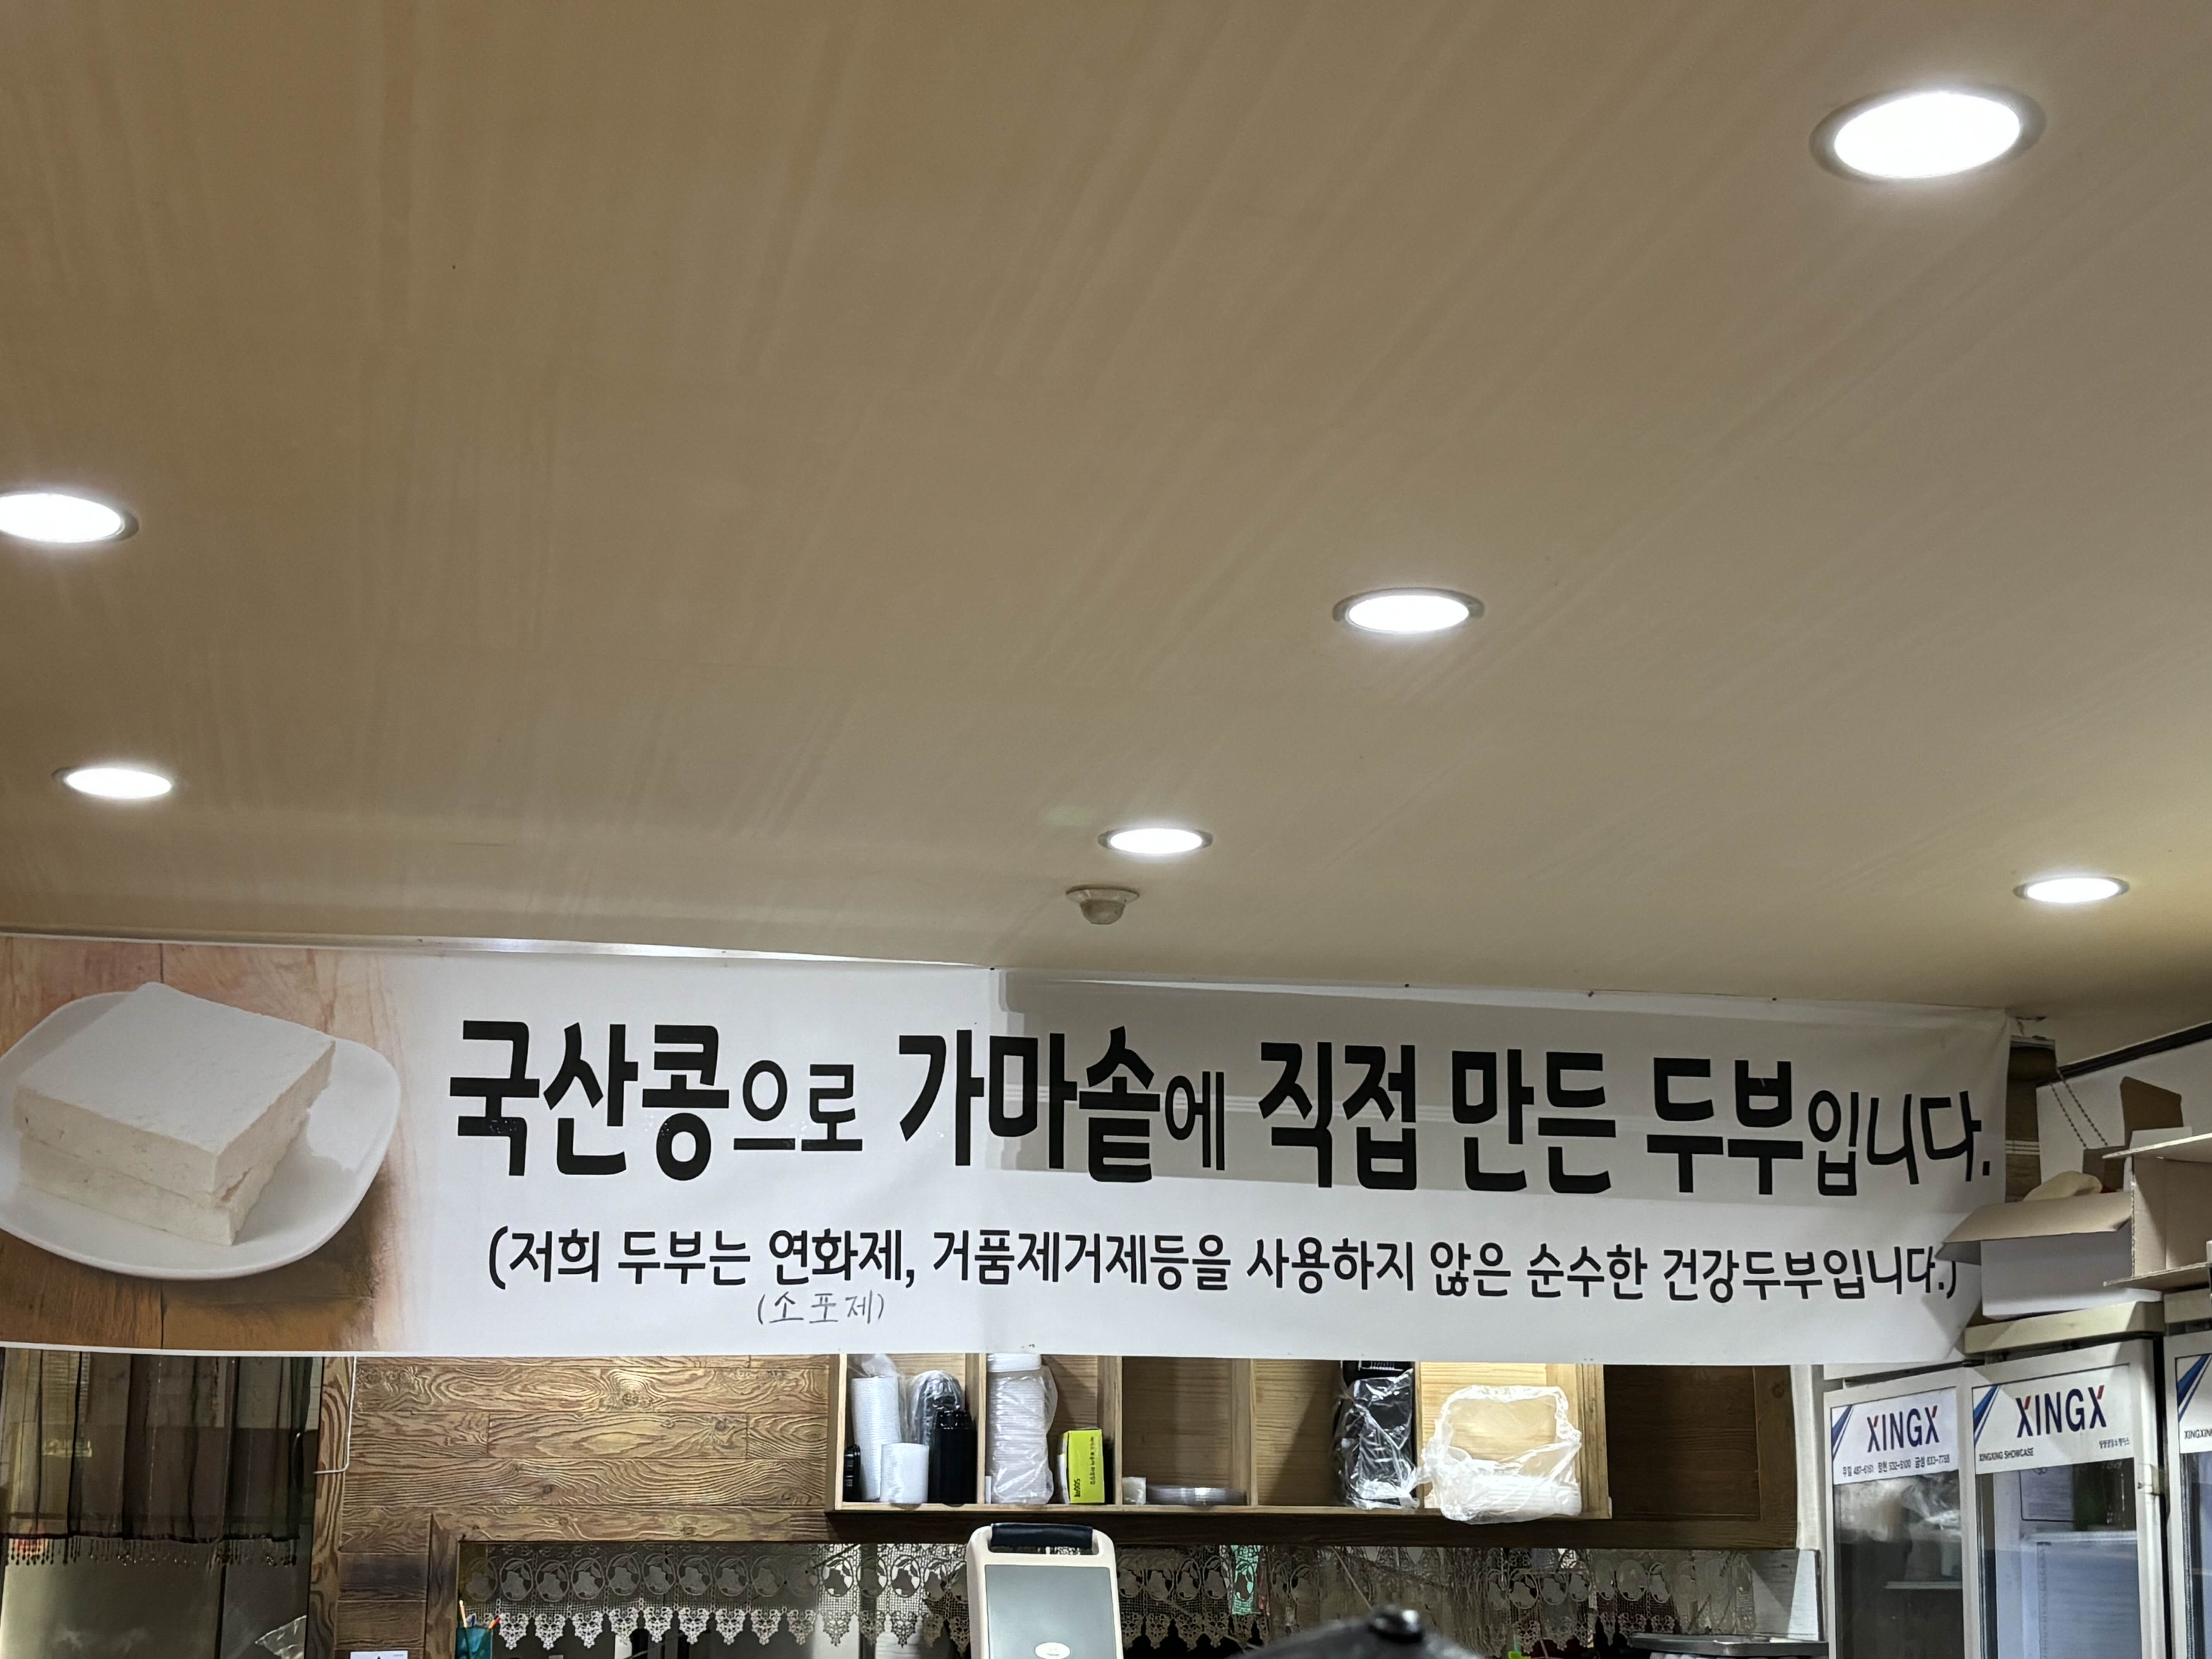 국산콩으로 가마솥에 직접 만든 두부입니다.
(저희 두부는 연화제, 거품제거제등을 사용하지 않은 순수한 건강두부입니다.)
(소포제)
XINGX
XINGX
XINGXING SHOWCASE